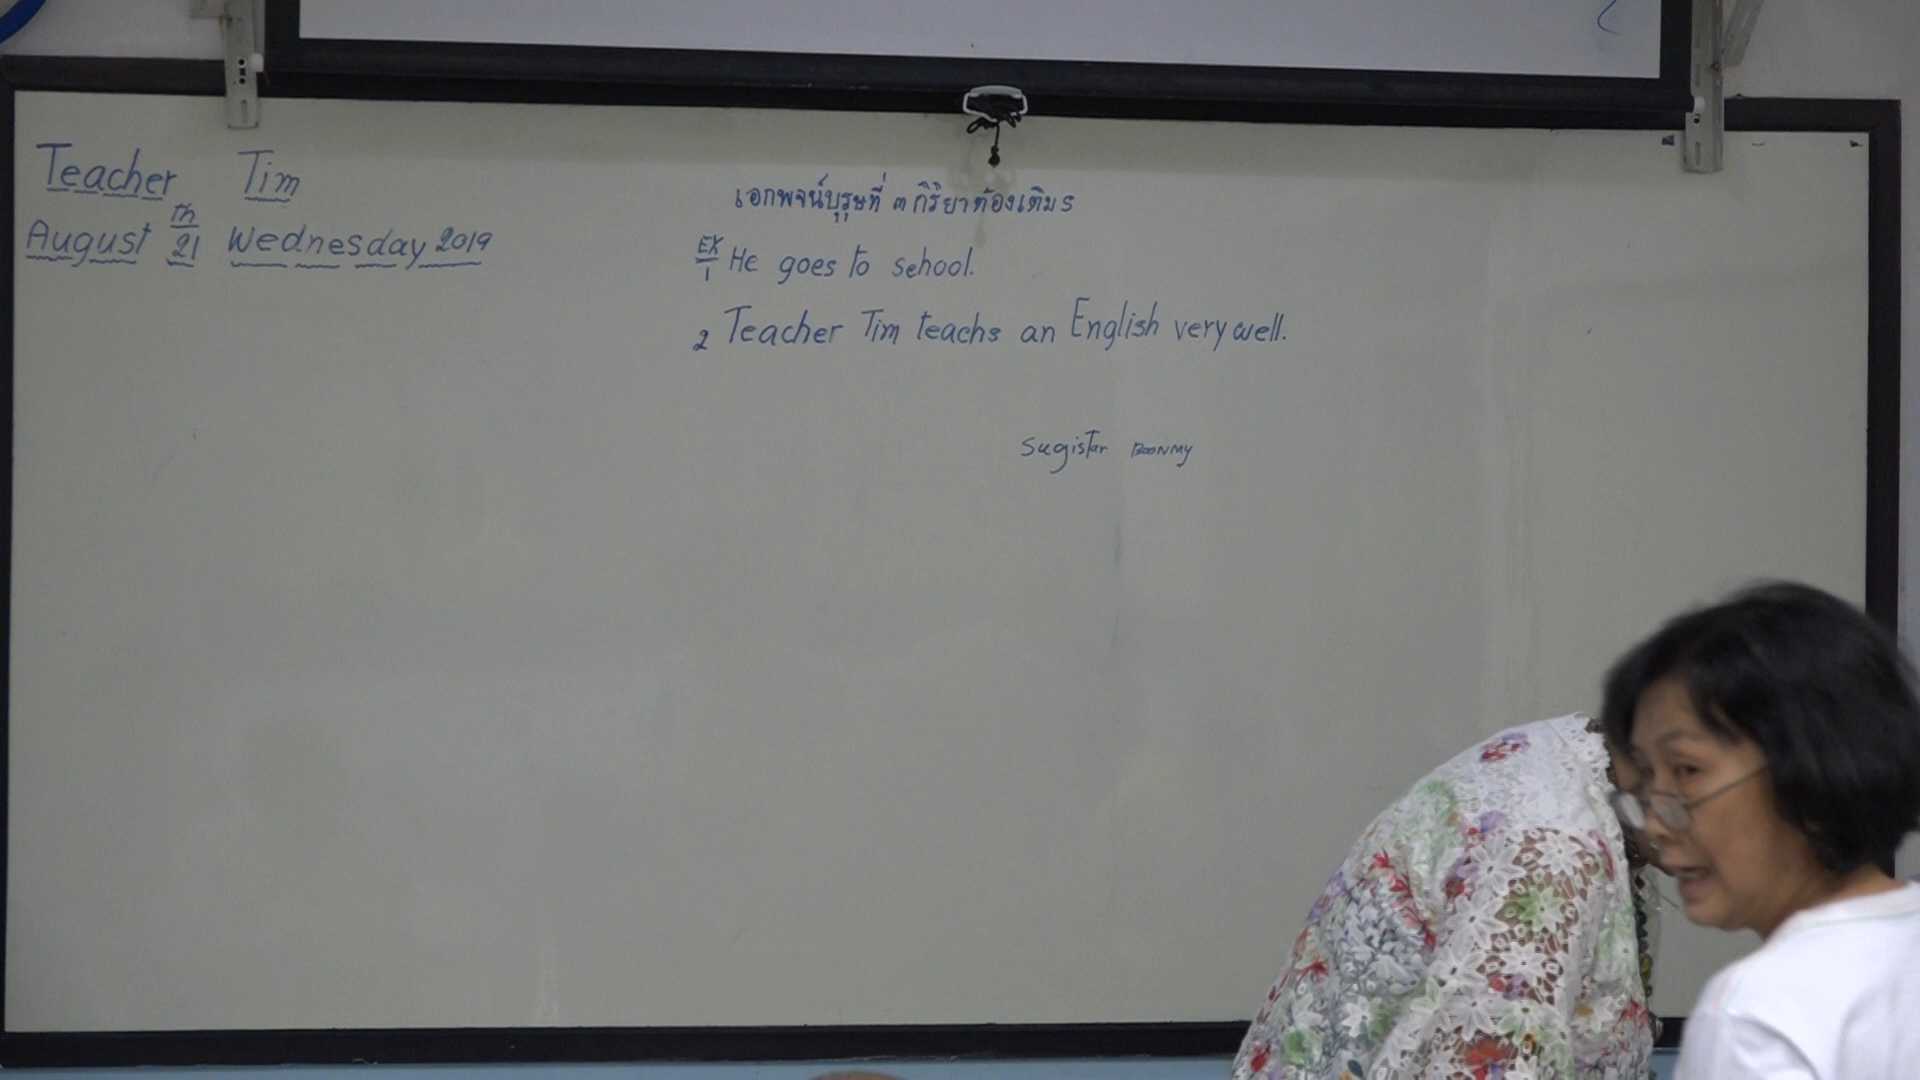 Teacher Tim
August 21th Wednesday 2019
เอกพจน์บุรุษที่ ๓ กิริยาต้องเติม s
EX
1 He goes to school.
2 Teacher Tim teachs an English very well.
Sugistar BOONMY